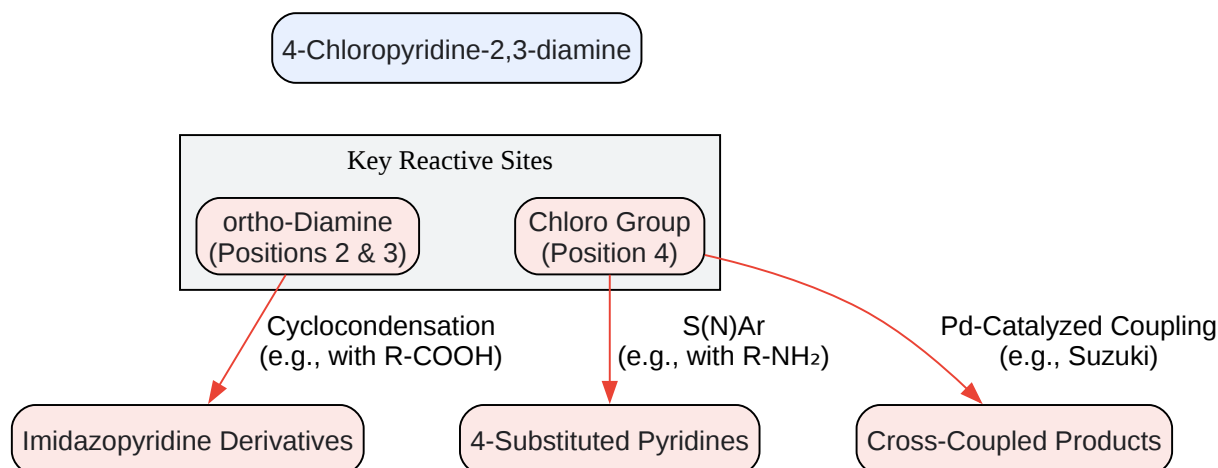 4-Chloropyridine-2,3-diamine
Key Reactive Sites
ortho-Diamine
(Positions 2 & 3)
Chloro Group
(Position 4)
Cyclocondensation
(e.g., with R-COOH)
S(N)Ar
(e.g., with R-NH₂)
Pd-Catalyzed Coupling
(e.g., Suzuki)
Imidazopyridine Derivatives
4-Substituted Pyridines
Cross-Coupled Products